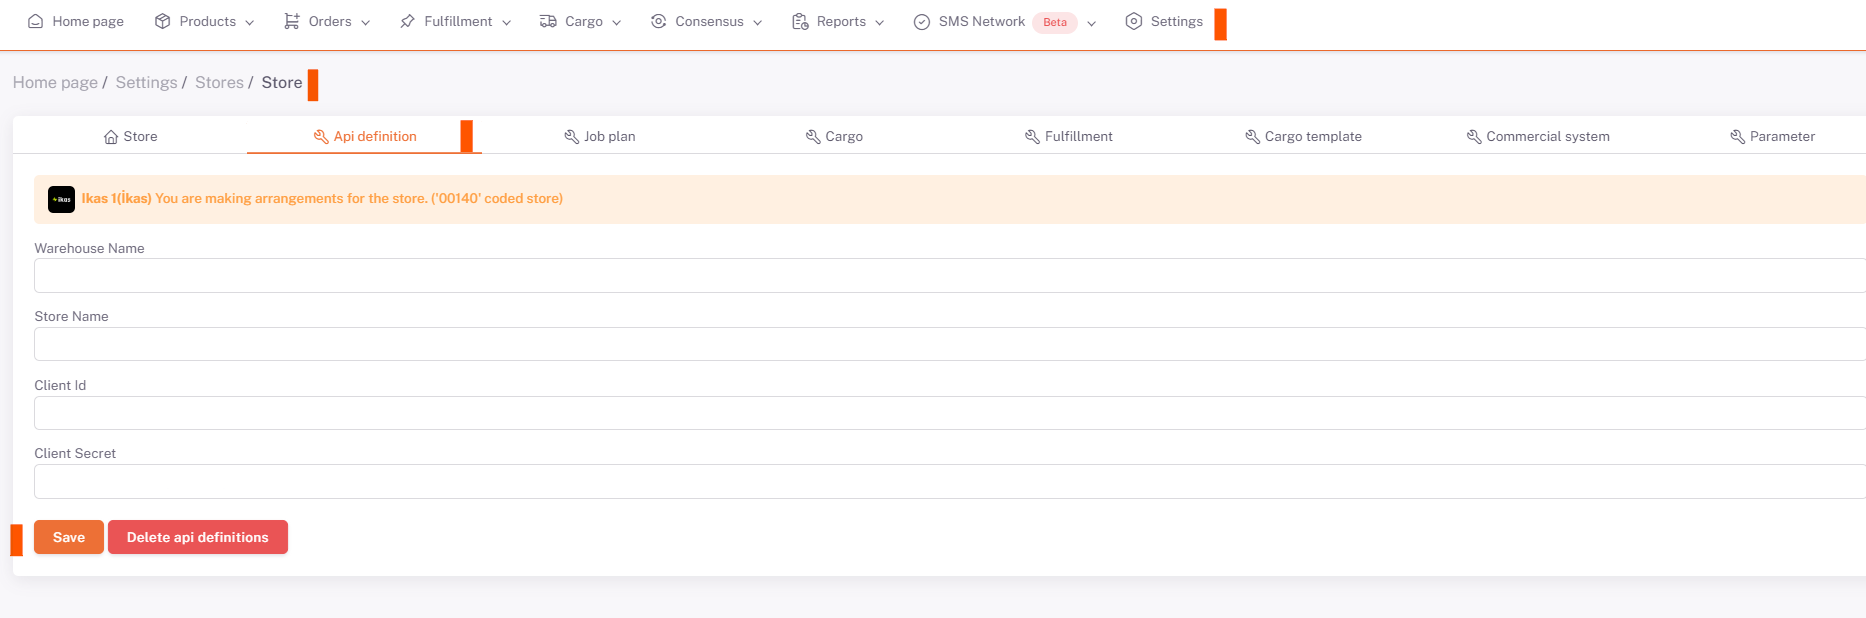 Home page Products Orders Fulfillment Cargo Consensus Reports SMS Network Beta Settings
Home page / Settings / Stores / Store
Store Api definition Job plan Cargo Fulfillment Cargo template Commercial system Parameter
ikas Ikas 1(İkas) You are making arrangements for the store. ('00140' coded store)
Warehouse Name
Store Name
Client Id
Client Secret
Save Delete api definitions